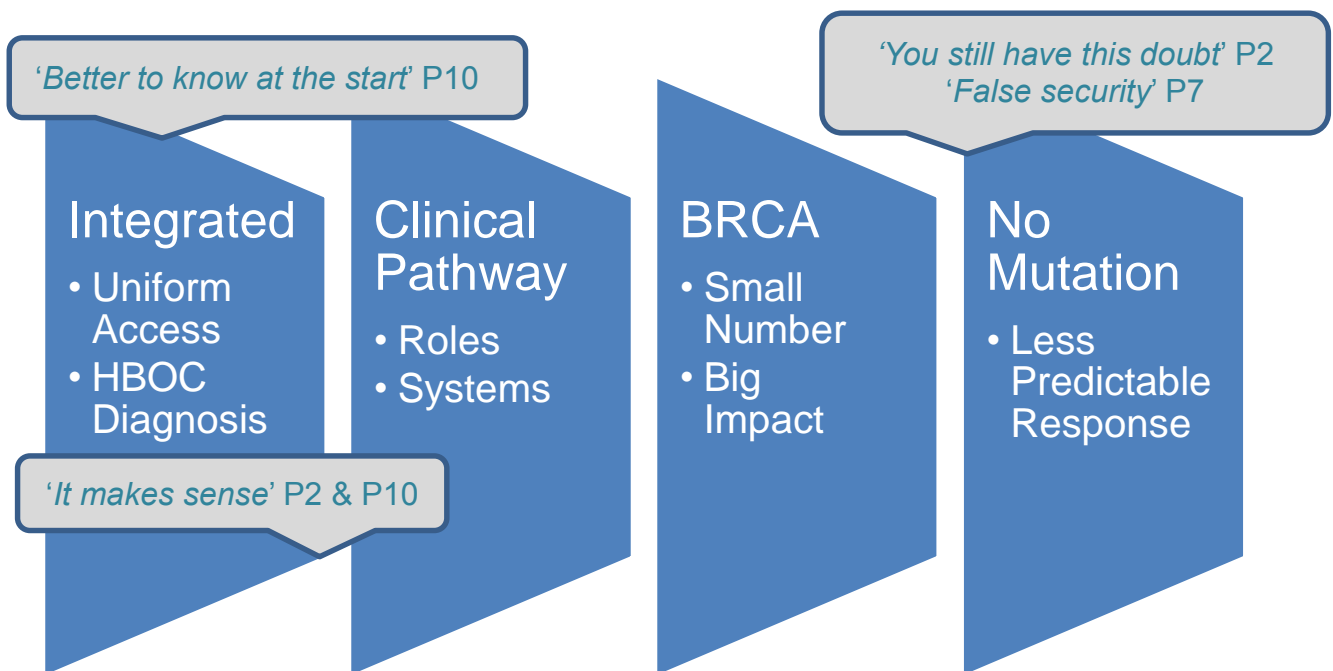 ‘Better to know at the start’ P10
‘You still have this doubt’ P2
‘False security’ P7
Integrated
• Uniform
Access
• HBOC
Diagnosis
‘It makes sense’ P2 & P10
Clinical
Pathway
• Roles
• Systems
BRCA
• Small
Number
• Big
Impact
No
Mutation
• Less
Predictable
Response